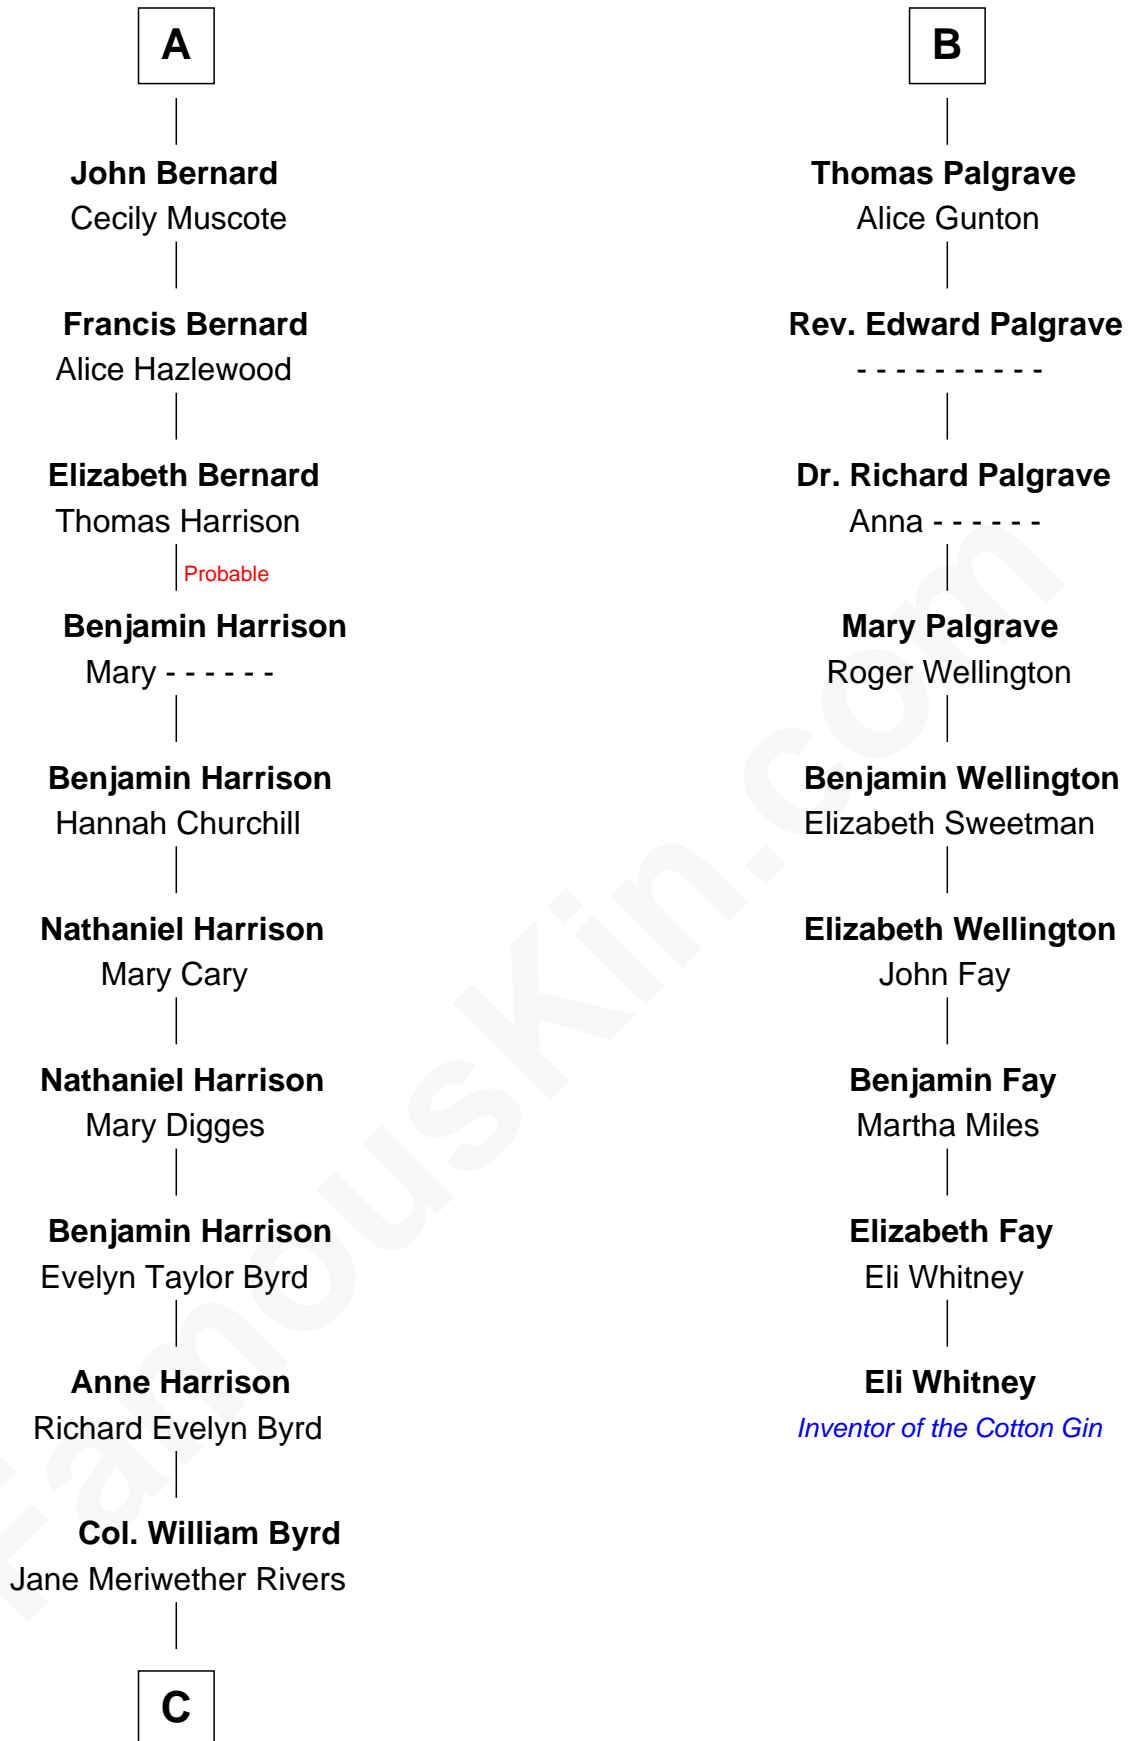 A
John Bernard
Cecily Muscote
Francis Bernard
Alice Hazlewood
Elizabeth Bernard
Thomas Harrison
Probable
Benjamin Harrison
Mary - - - - - -
Benjamin Harrison
Hannah Churchill
Nathaniel Harrison
Mary Cary
Nathaniel Harrison
Mary Digges
Benjamin Harrison
Evelyn Taylor Byrd
Anne Harrison
Richard Evelyn Byrd
Col. William Byrd
Jane Meriwether Rivers
C
B
Thomas Palgrave
Alice Gunton
Rev. Edward Palgrave
- - - - - - - - - -
Dr. Richard Palgrave
Anna - - - - - -
Mary Palgrave
Roger Wellington
Benjamin Wellington
Elizabeth Sweetman
Elizabeth Wellington
John Fay
Benjamin Fay
Martha Miles
Elizabeth Fay
Eli Whitney
Eli Whitney
Inventor of the Cotton Gin
FamousKin.com